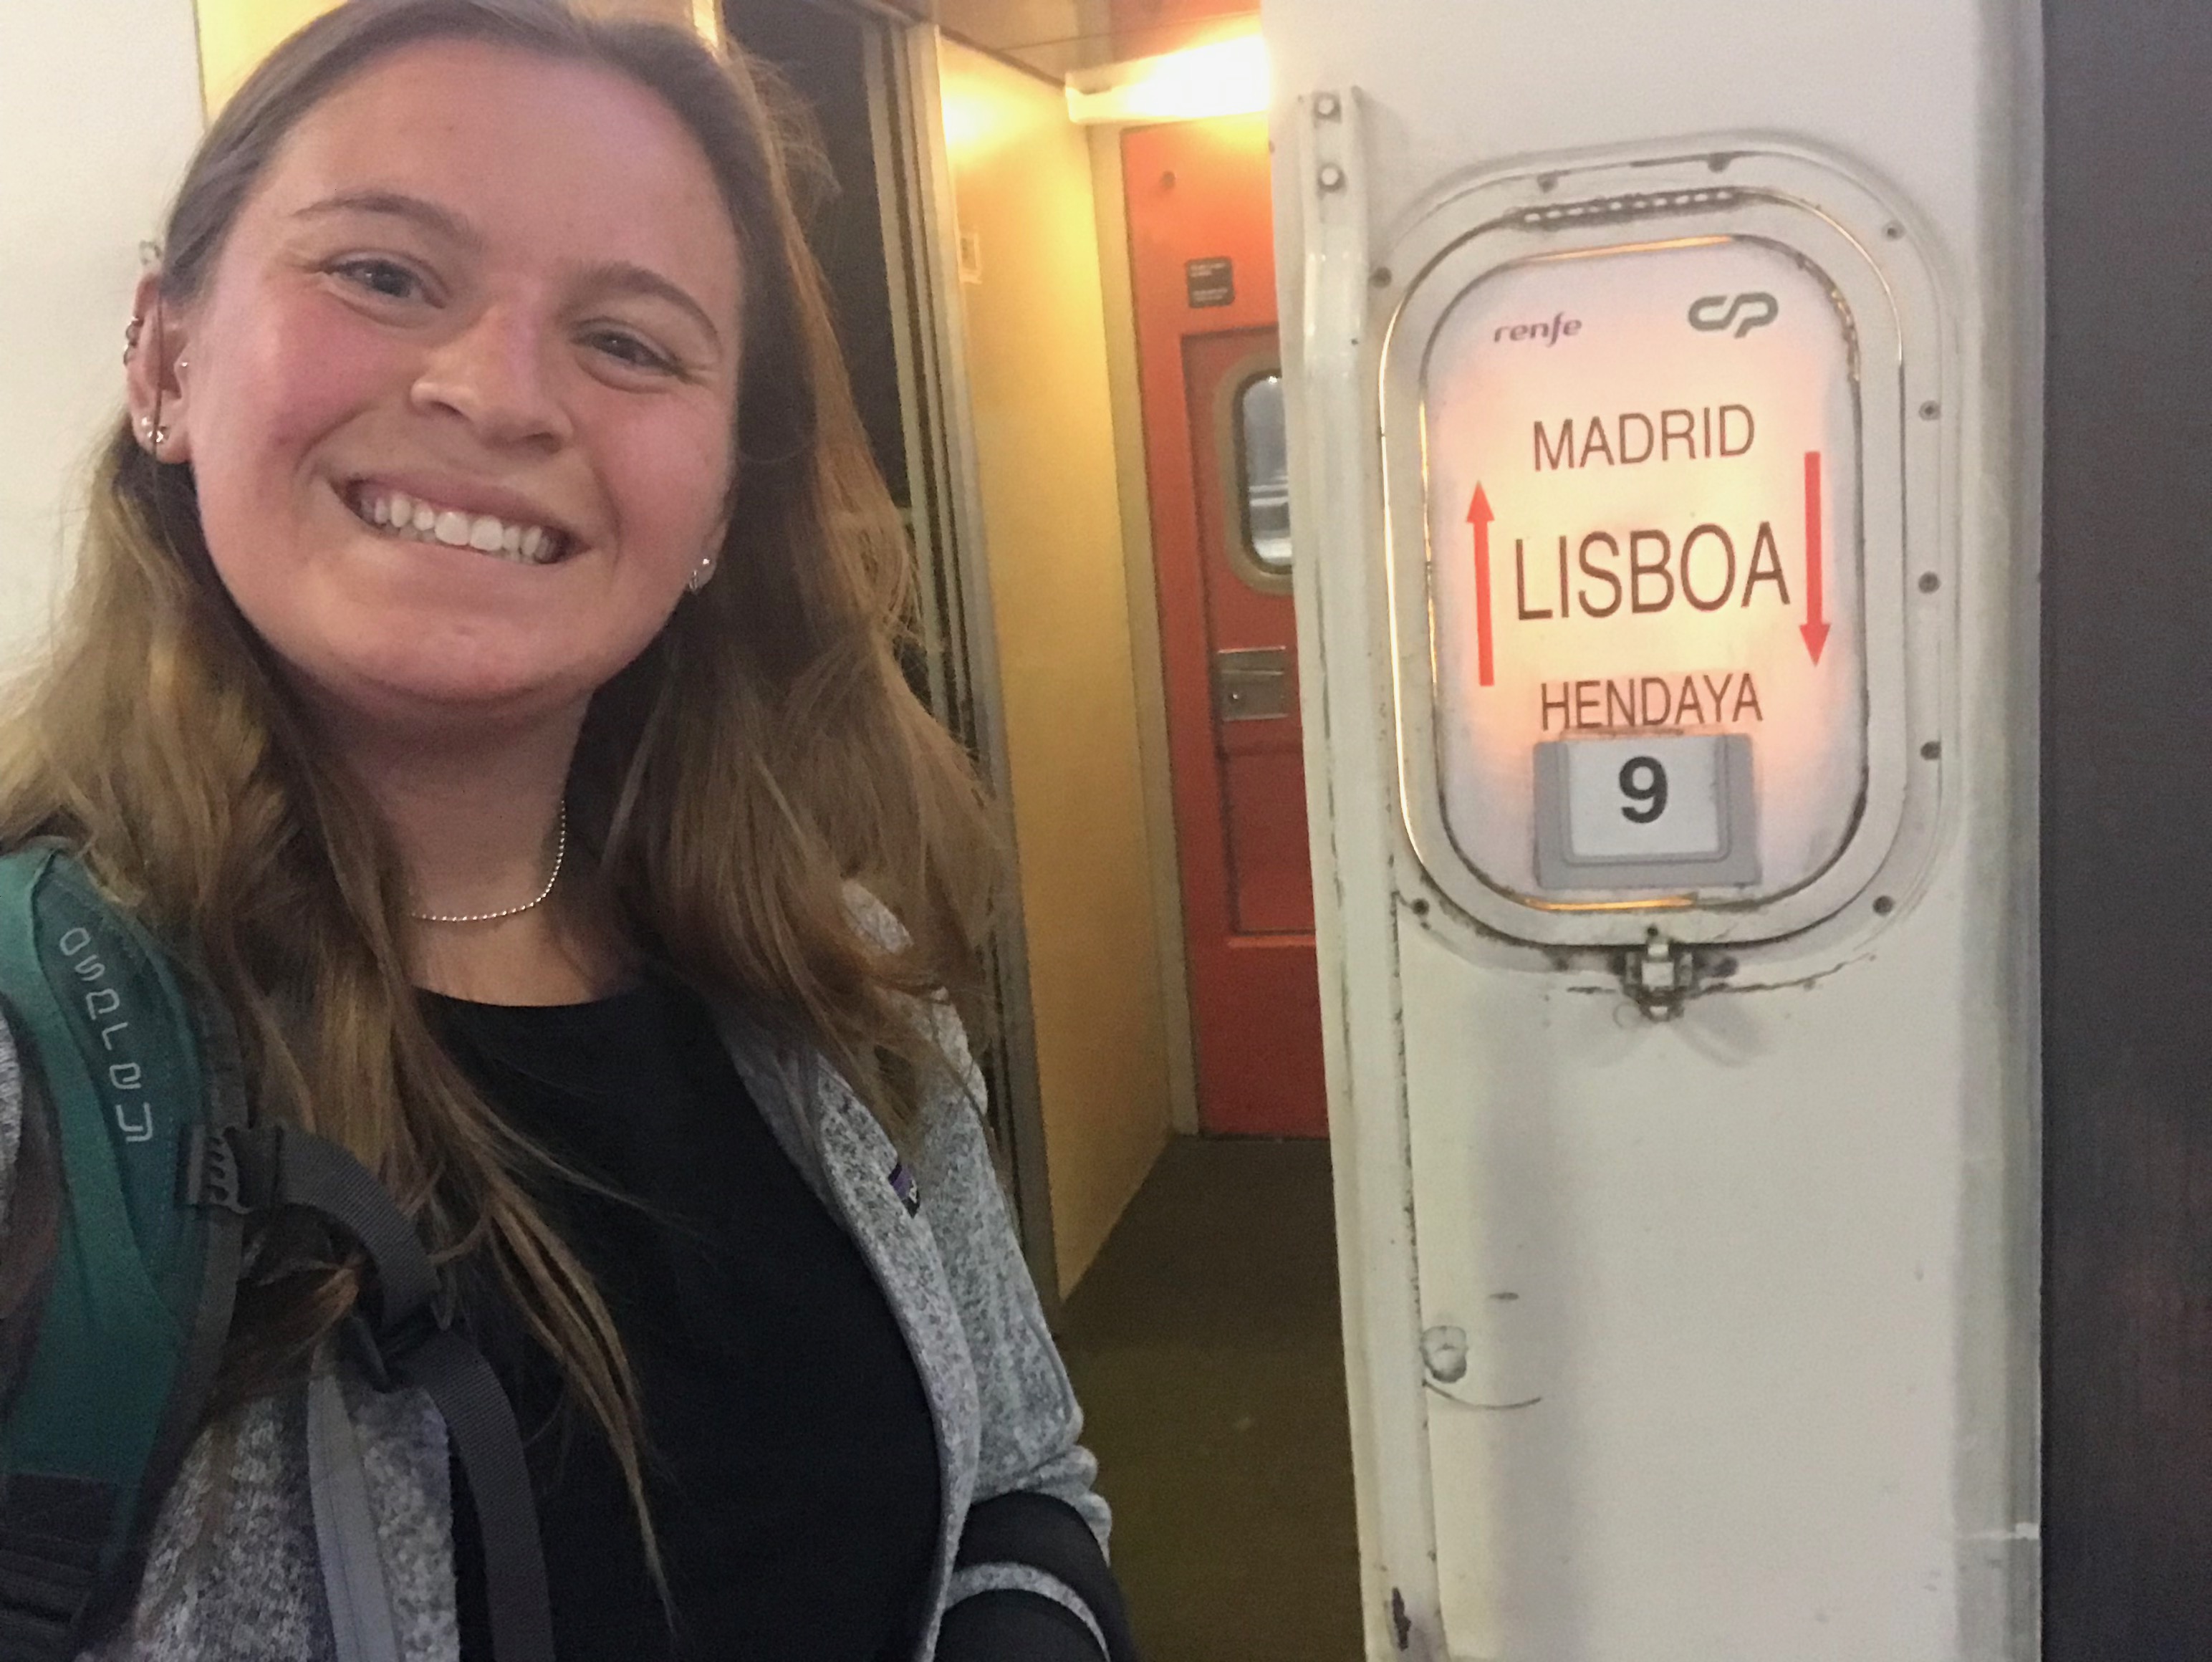 OSPREY
renfe CP
MADRID
LISBOA
HENDAYA
9